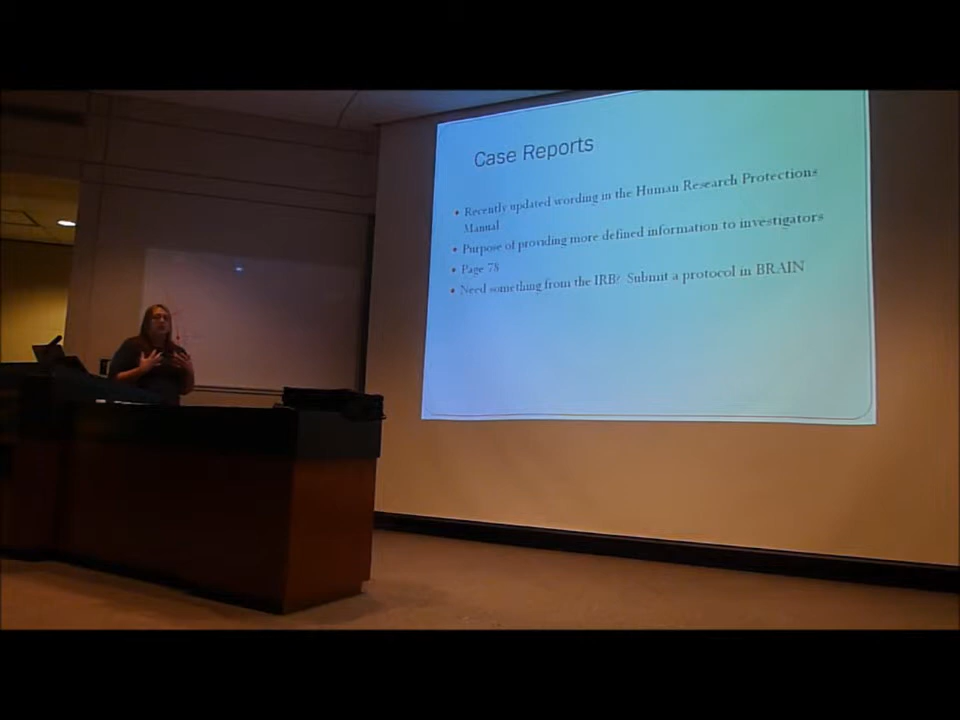 Case Reports
• Recently updated wording in the Human Research Protections
Manual
• Purpose of providing more defined information to investigators
• Page 78
• Need something from the IRB? Submit a protocol in BRAIN